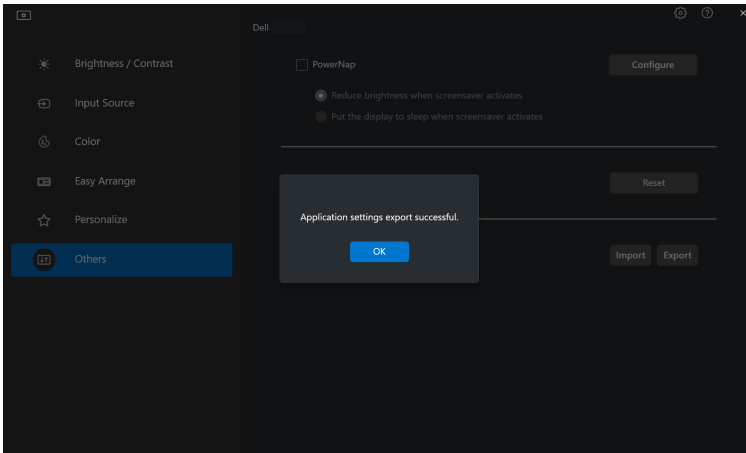 Dell
Brightness / Contrast
Input Source
Color
Easy Arrange
Personalize
Others
PowerNap
Configure
Reduce brightness when screensaver activates
Put the display to sleep when screensaver activates
Reset
Application settings export successful.
OK
Import Export